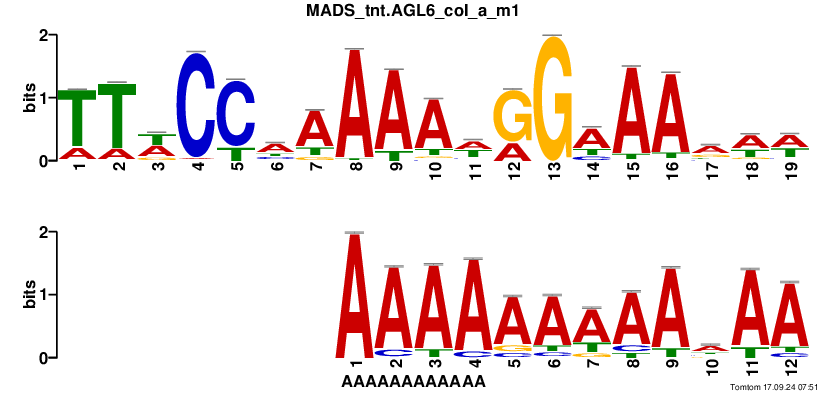 MADS_tnt.AGL6_col_a_m1
2
1
0
bits
TTTCCAAAAAAGGAAAAAA
1 2 3 4 5 6 7 8 9 10 11 12 13 14 15 16 17 18 19
2
1
0
bits
AAAAAAAAAAAA
1 2 3 4 5 6 7 8 9 10 11 12
AAAAAAAAAAAA
Tomtom 17.09.24 07:51